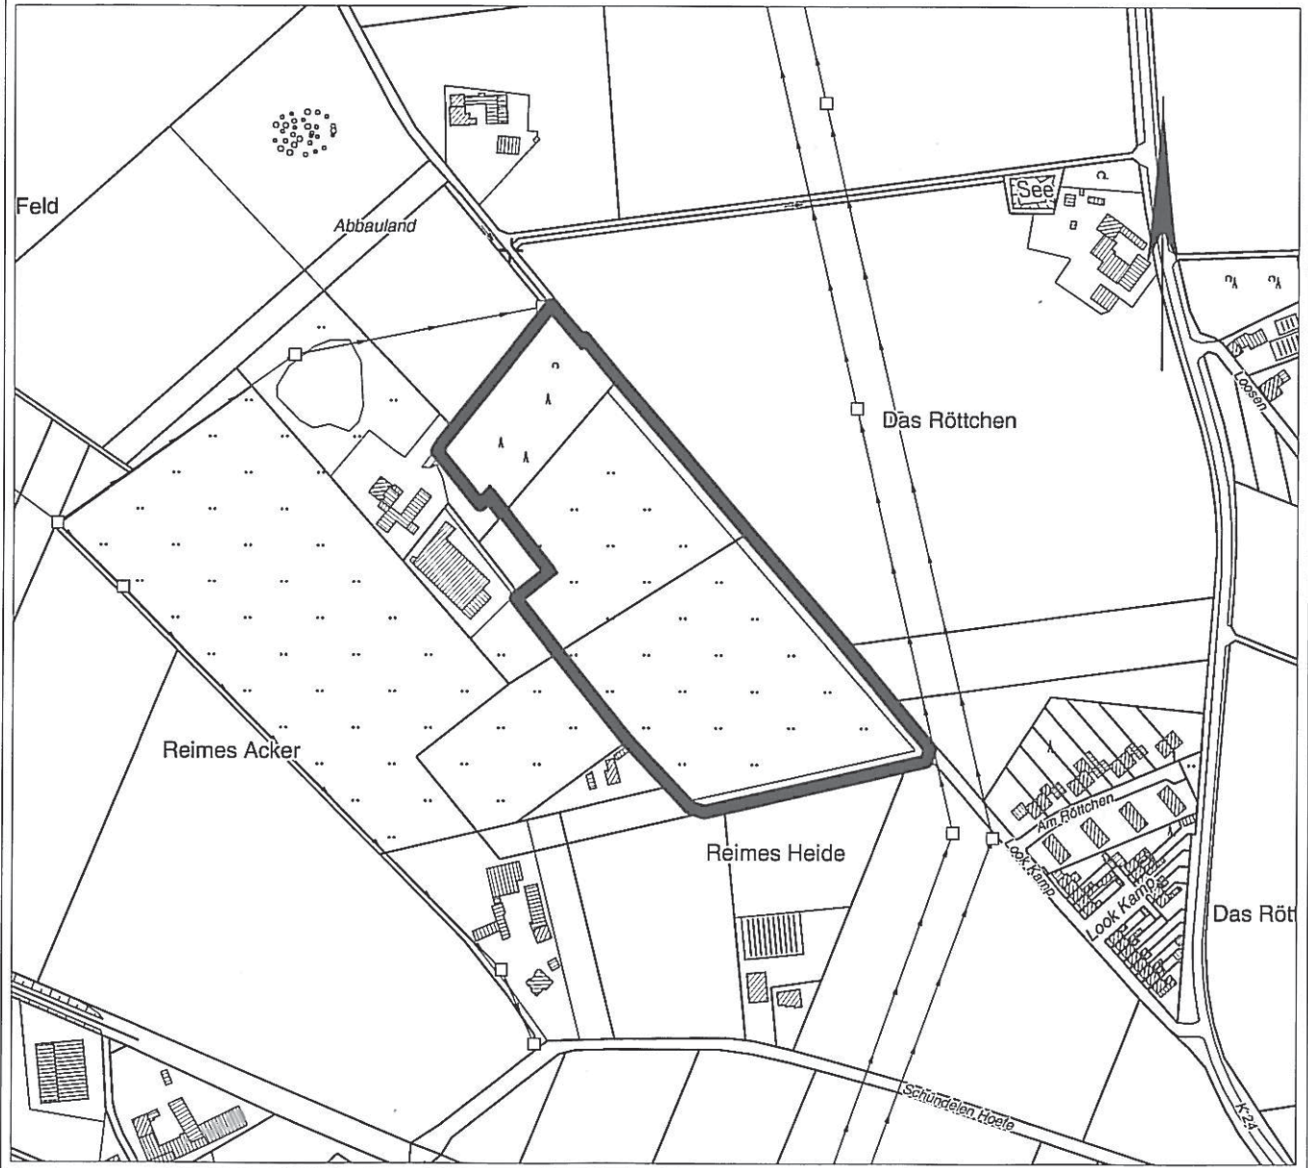 See
Feld
Abbauland
Loosen
Das Röttchen
Reimes Acker
Am Röttchen
Reimes Heide
Look Kamp
Look Kamp
Das Rött
Schündelen Hoefe
K 24